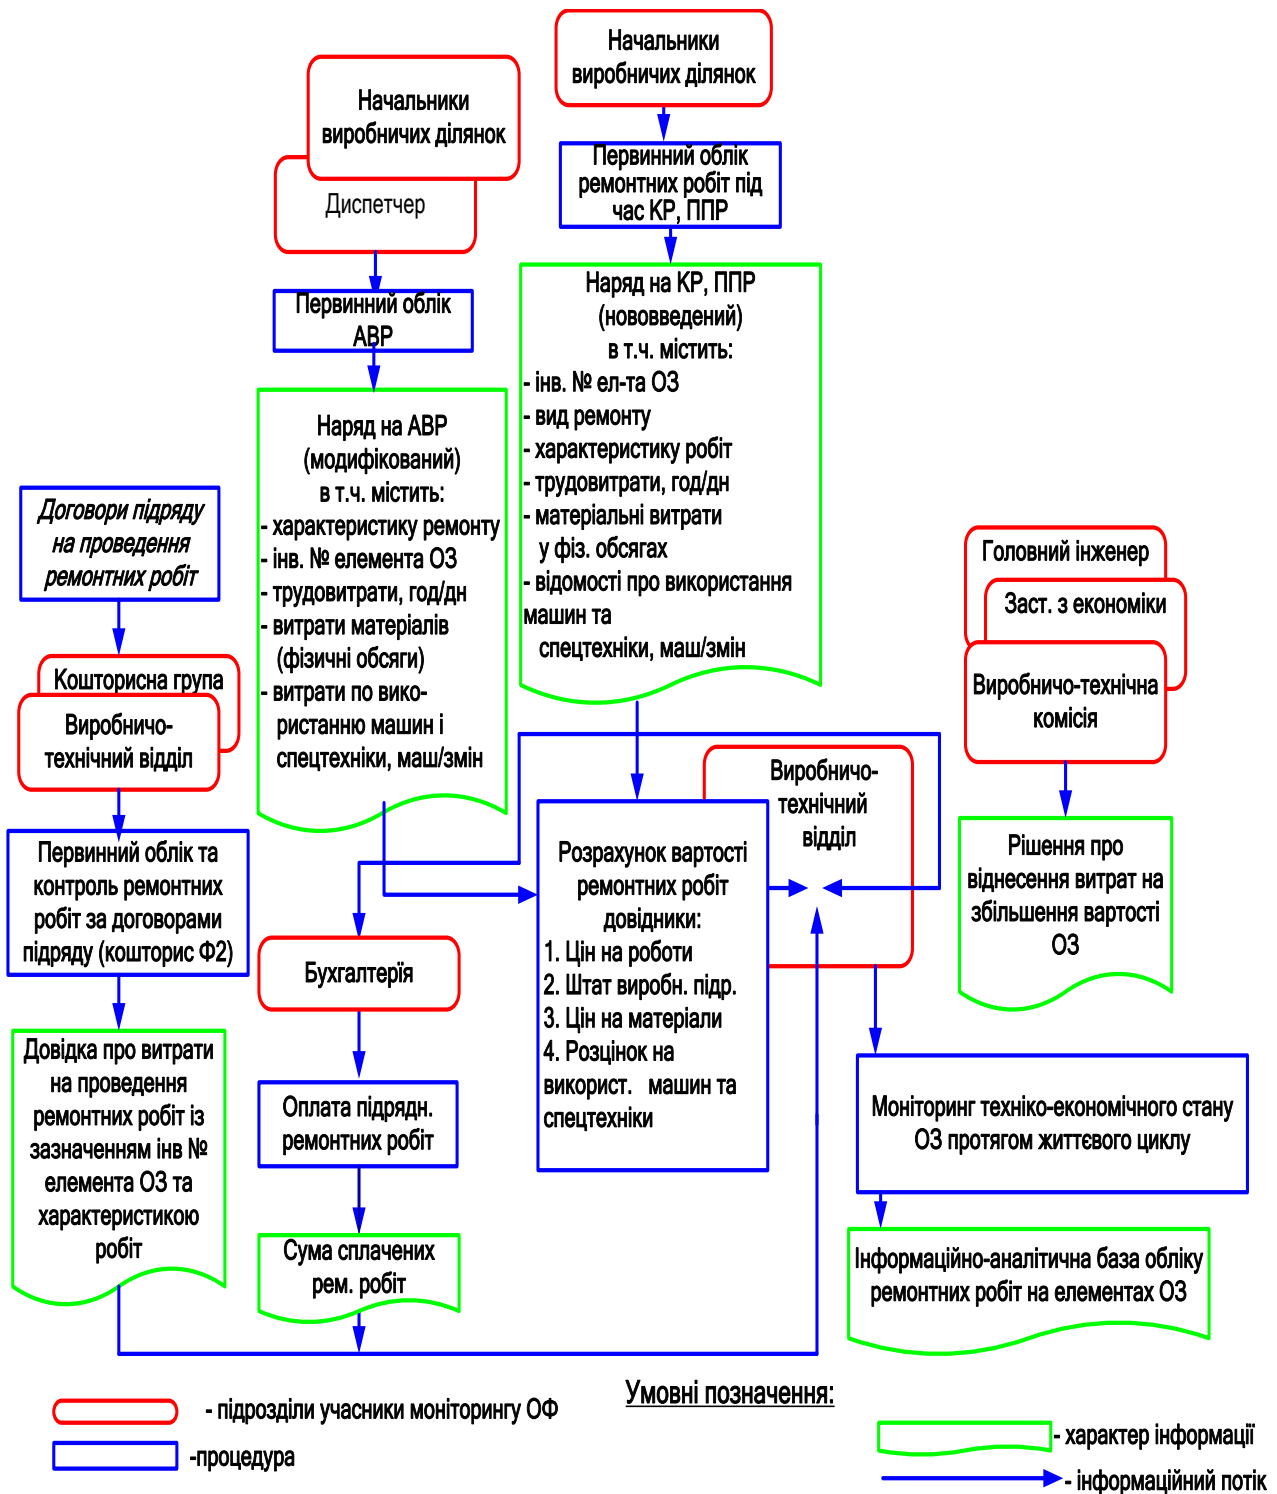 Начальники
виробничих ділянок
Диспетчер
Первинний облік
АВР
Наряд на АВР
(модифікований)
в т.ч. містить:
- характеристику ремонту
- інв. № елемента ОЗ
- трудовитрати, год/дн
- витрати матеріалів
(фізичні обсяги)
- витрати по вико-
ристанню машин і
спецтехніки, маш/змін
Начальники
виробничих ділянок
Первинний облік
ремонтних робіт під
час КР, ППР
Наряд на КР, ППР
(нововведений)
в т.ч. містить:
- інв. № ел-та ОЗ
- вид ремонту
- характеристику робіт
- трудовитрати, год/дн
- матеріальні витрати
у фіз. обсягах
- відомості про використання
машин та
спецтехніки, маш/змін
Договори підряду
на проведення
ремонтних робіт
Кошторисна група
Виробничо-
технічний відділ
Первинний облік та
контроль ремонтних
робіт за договорами
підряду (кошторис Ф2)
Довідка про витрати
на проведення
ремонтних робіт із
зазначенням інв №
елемента ОЗ та
характеристикою
робіт
Бухгалтерїя
Оплата підрядн.
ремонтних робіт
Сума сплачених
рем. робіт
Розрахунок вартості
ремонтних робіт
довідники:
1. Цін на роботи
2. Штат виробн. підр.
3. Цін на матеріали
4. Розцінок на
використ. машин та
спецтехніки
Виробничо-
технічний
відділ
Головний інженер
Заст. з економіки
Виробничо-технічна
комісія
Рішення про
віднесення витрат на
збільшення вартості
ОЗ
Моніторинг техніко-економічного стану
ОЗ протягом життєвого циклу
Інформаційно-аналітична база обліку
ремонтних робіт на елементах ОЗ
Умовні позначення:
- підрозділи учасники моніторингу ОФ
-процедура
- характер інформації
- інформаційний потік